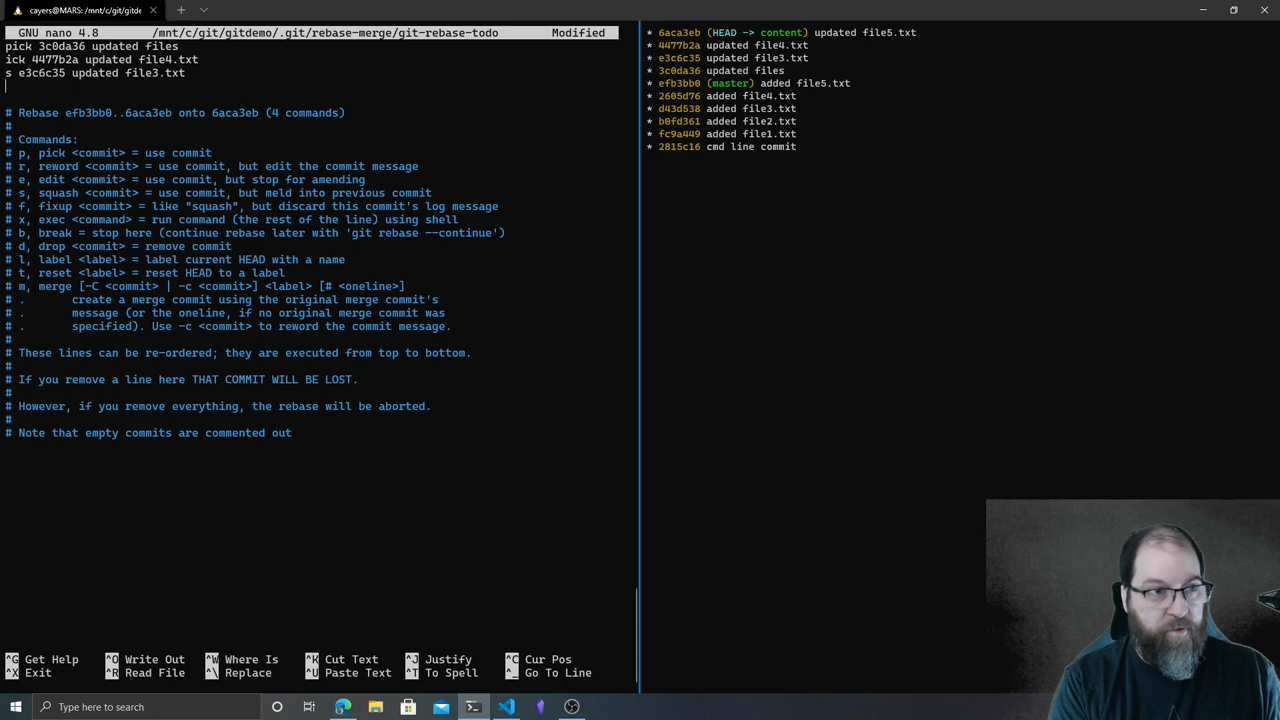 cayers@MARS: /mnt/c/git/gitde
GNU nano 4.8 /mnt/c/git/gitdemo/.git/rebase-merge/git-rebase-todo Modified
pick 3c0da36 updated files
ick 4477b2a updated file4.txt
s e3c6c35 updated file3.txt
# Rebase efb3bb0..6aca3eb onto 6aca3eb (4 commands)
#
# Commands:
# p, pick <commit> = use commit
# r, reword <commit> = use commit, but edit the commit message
# e, edit <commit> = use commit, but stop for amending
# s, squash <commit> = use commit, but meld into previous commit
# f, fixup <commit> = like "squash", but discard this commit's log message
# x, exec <command> = run command (the rest of the line) using shell
# b, break = stop here (continue rebase later with 'git rebase --continue')
# d, drop <commit> = remove commit
# l, label <label> = label current HEAD with a name
# t, reset <label> = reset HEAD to a label
# m, merge [-C <commit> | -c <commit>] <label> [# <oneline>]
# . create a merge commit using the original merge commit's
# . message (or the oneline, if no original merge commit was
# . specified). Use -c <commit> to reword the commit message.
#
# These lines can be re-ordered; they are executed from top to bottom.
#
# If you remove a line here THAT COMMIT WILL BE LOST.
#
# However, if you remove everything, the rebase will be aborted.
#
# Note that empty commits are commented out
^G Get Help ^O Write Out ^W Where Is ^K Cut Text ^J Justify ^C Cur Pos
^X Exit ^R Read File ^\ Replace ^U Paste Text ^T To Spell ^_ Go To Line
* 6aca3eb (HEAD -> content) updated file5.txt
* 4477b2a updated file4.txt
* e3c6c35 updated file3.txt
* 3c0da36 updated files
* efb3bb0 (master) added file5.txt
* 2605d76 added file4.txt
* d43d538 added file3.txt
* b0fd361 added file2.txt
* fc9a449 added file1.txt
* 2815c16 cmd line commit
Type here to search